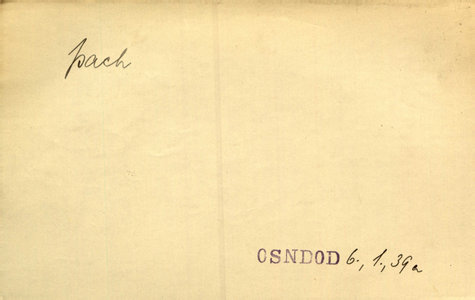 pach
OSNDOD 6., 1., 39a